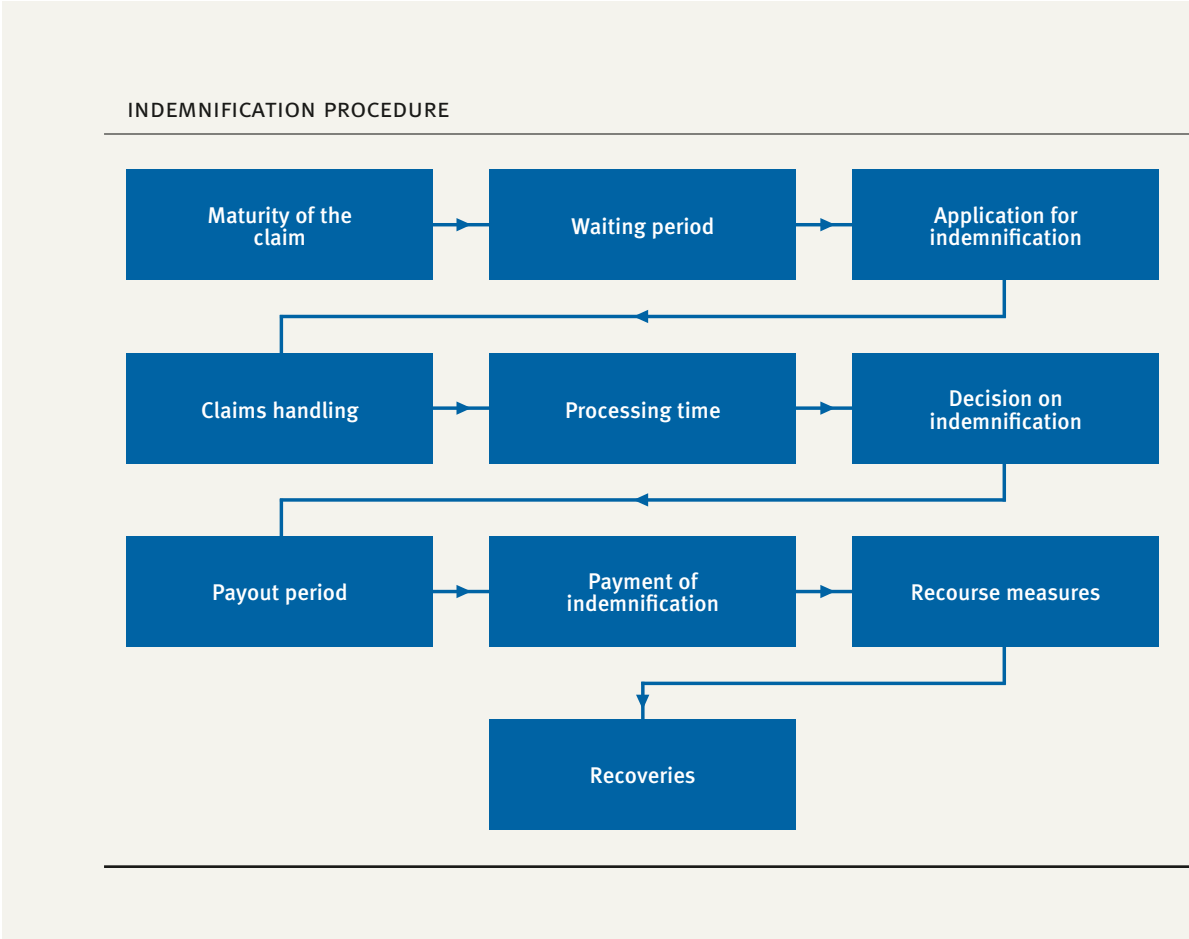 INDEMNIFICATION PROCEDURE
Maturity of the
claim
Waiting period
Application for
indemnification
Claims handling
Processing time
Decision on
indemnification
Payout period
Payment of
indemnification
Recourse measures
Recoveries